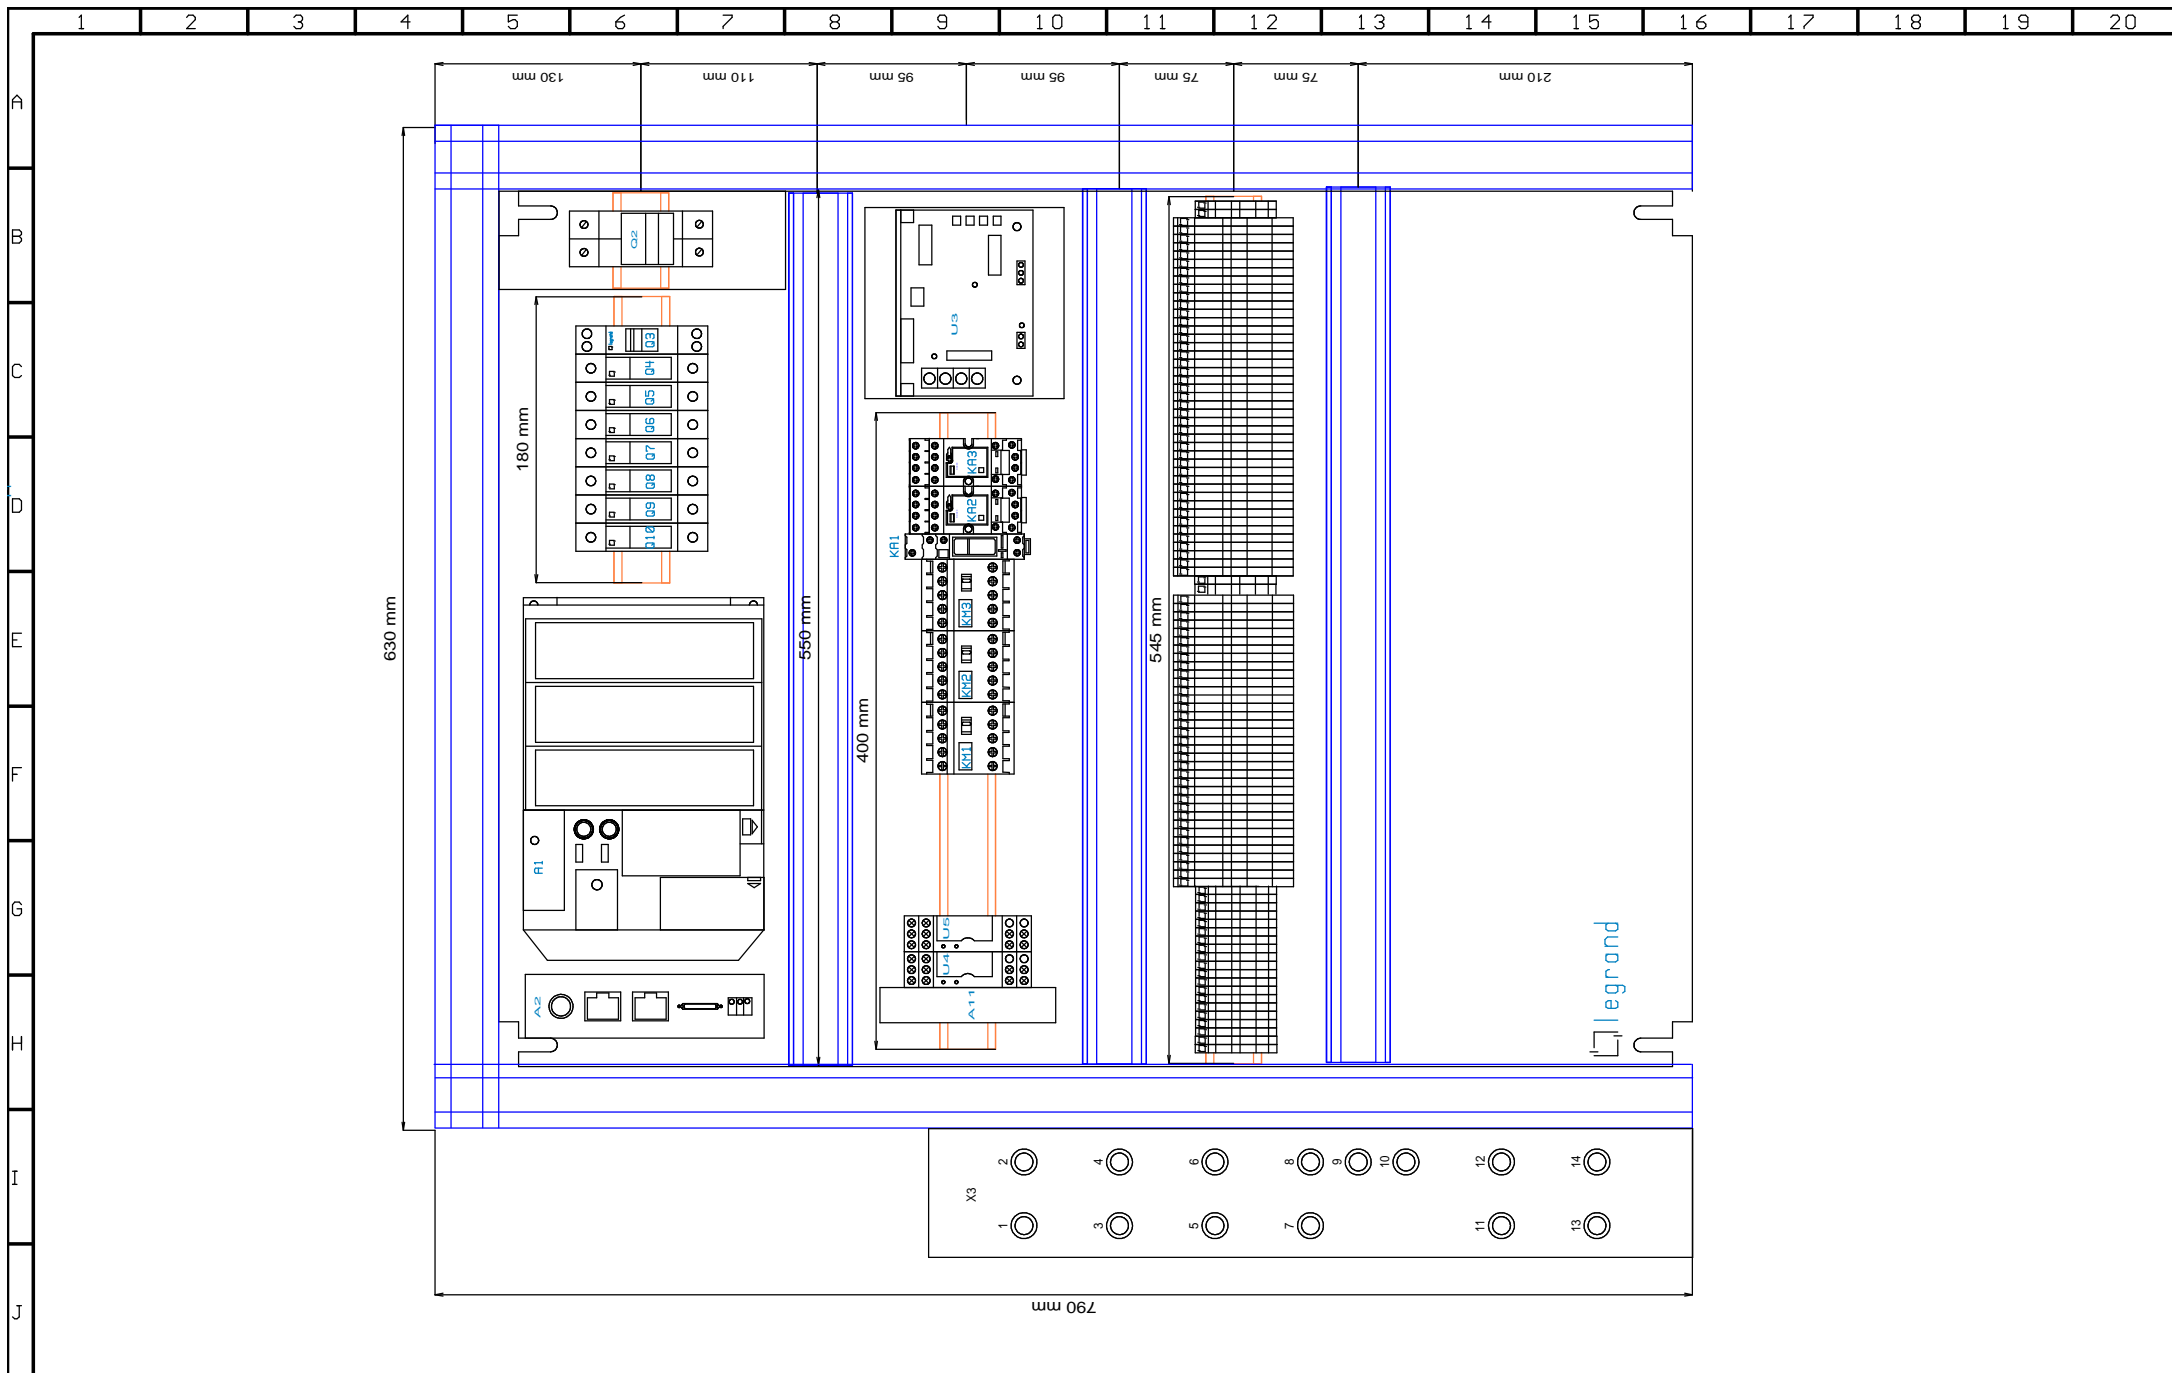 1 2 3 4 5 6 7 8 9 10 11 12 13 14 15 16 17 18 19 20
A
B
C
D
E
F
G
H
I
J
130 mm
110 mm
95 mm
95 mm
75 mm
75 mm
210 mm
630 mm
180 mm
550 mm
400 mm
545 mm
790 mm
Q2
Q3
Q4
Q5
Q6
Q7
Q8
Q9
Q10
A1
A2
U3
KA3
KA2
KA1
KM3
KM2
KM1
U5
U4
A11
legrand
X3
2
4
6
8
9
10
12
14
1
3
5
7
11
13